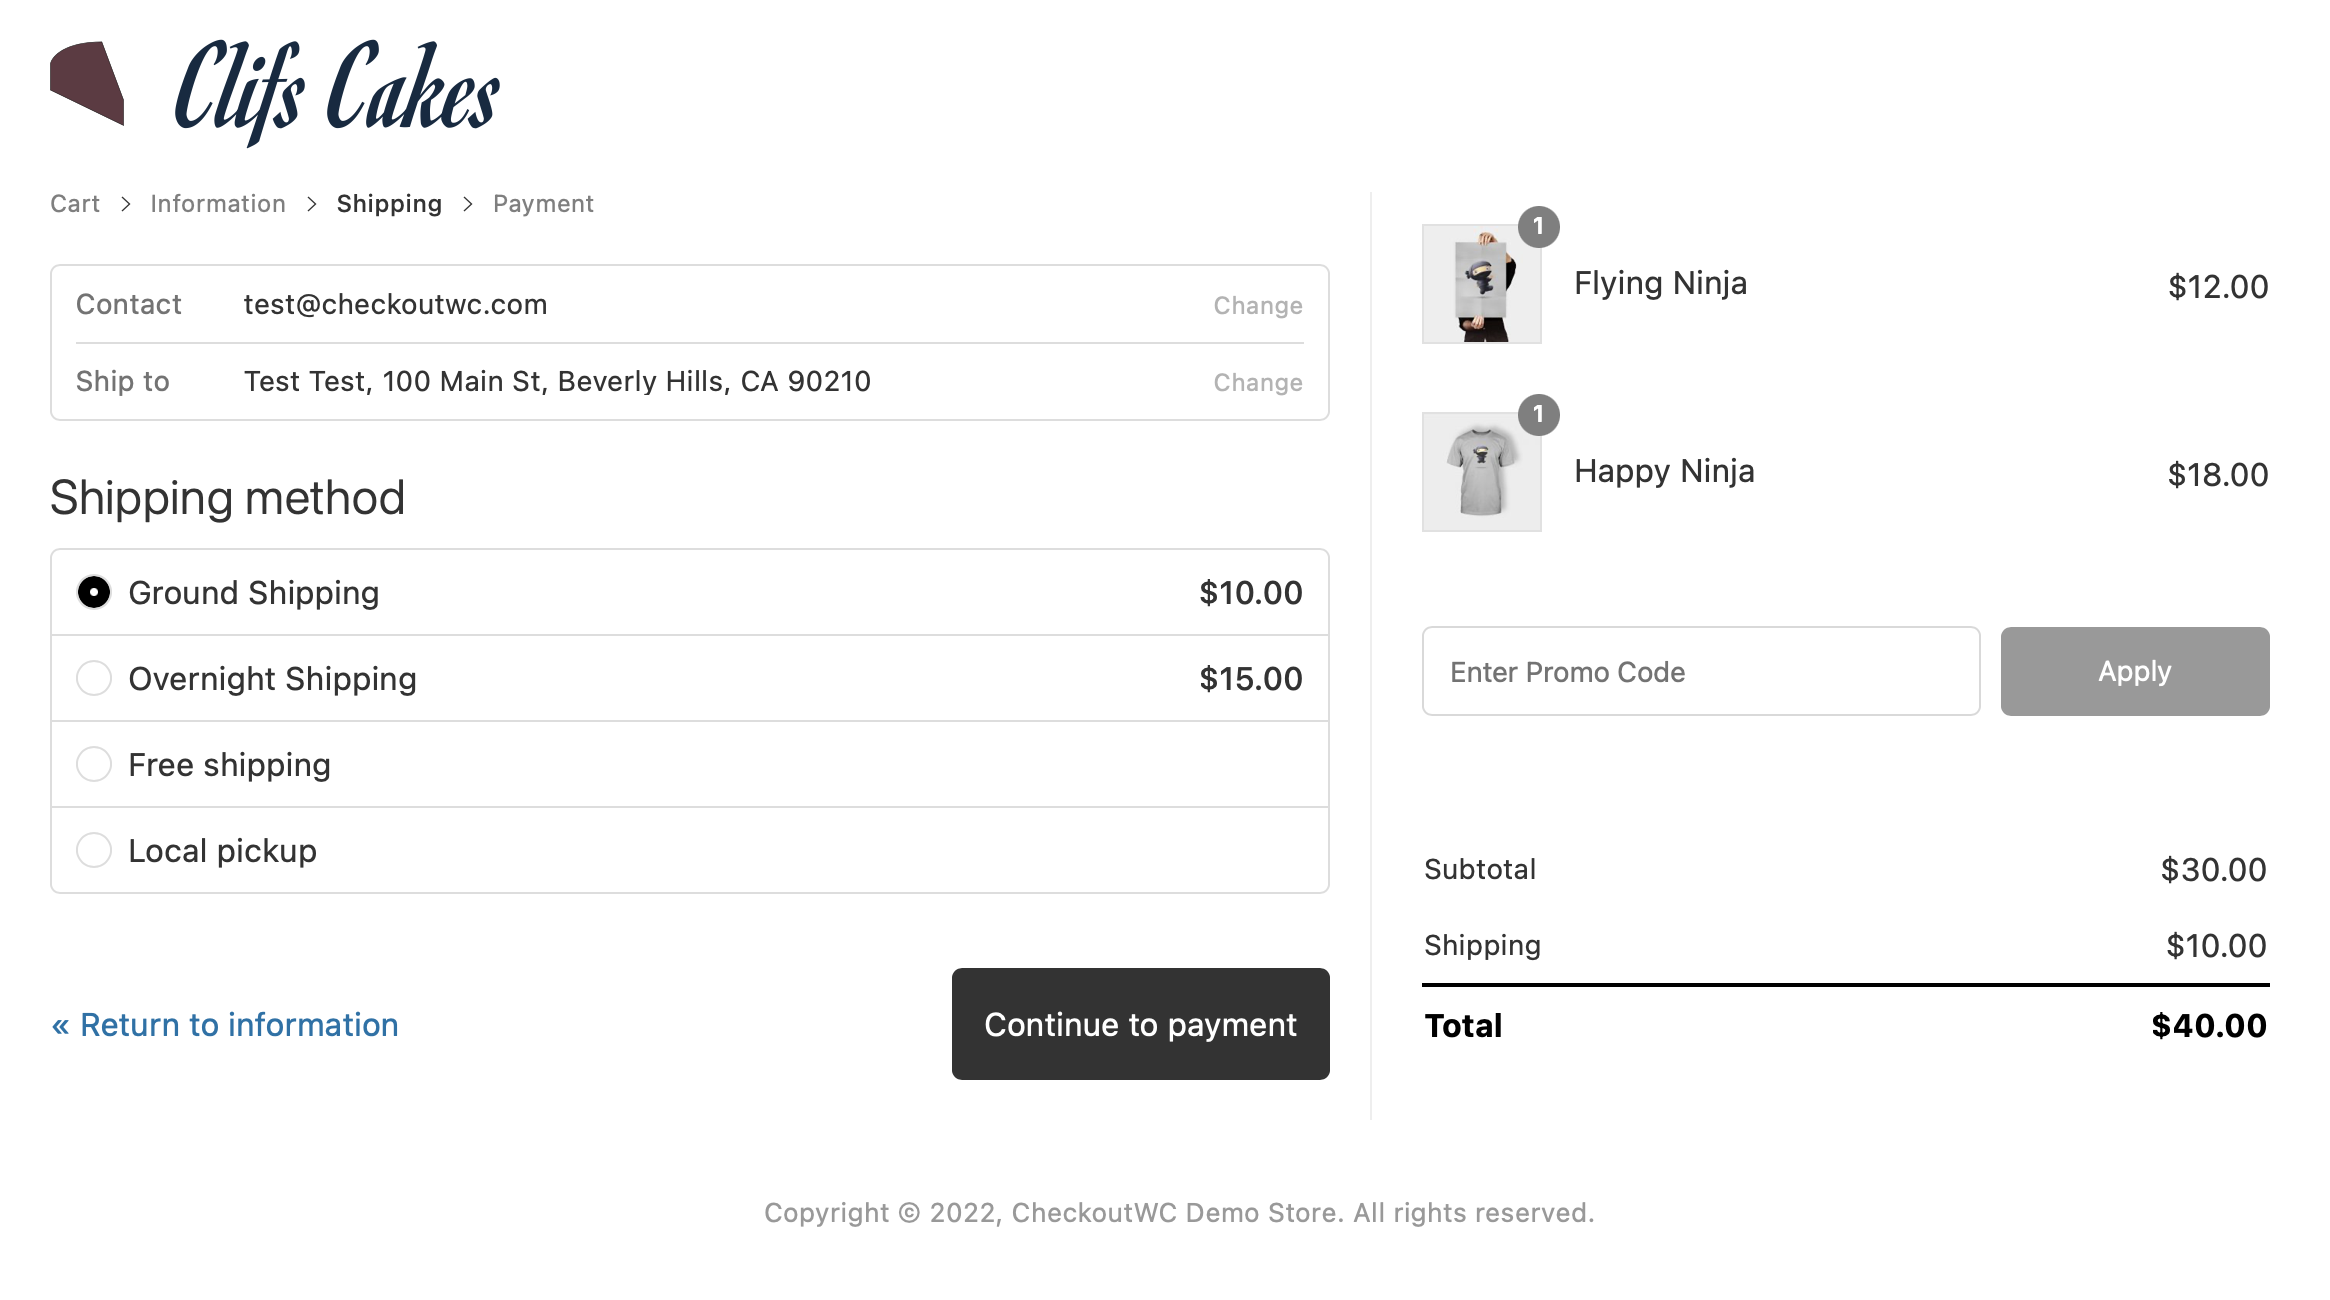 Clifs Cakes
Cart > Information > Shipping > Payment
Contact test@checkoutwc.com Change
Ship to Test Test, 100 Main St, Beverly Hills, CA 90210 Change
Shipping method
Ground Shipping $10.00
Overnight Shipping $15.00
Free shipping
Local pickup
« Return to information
Continue to payment
1
Flying Ninja $12.00
1
Happy Ninja $18.00
Enter Promo Code
Apply
Subtotal $30.00
Shipping $10.00
Total $40.00
Copyright © 2022, CheckoutWC Demo Store. All rights reserved.